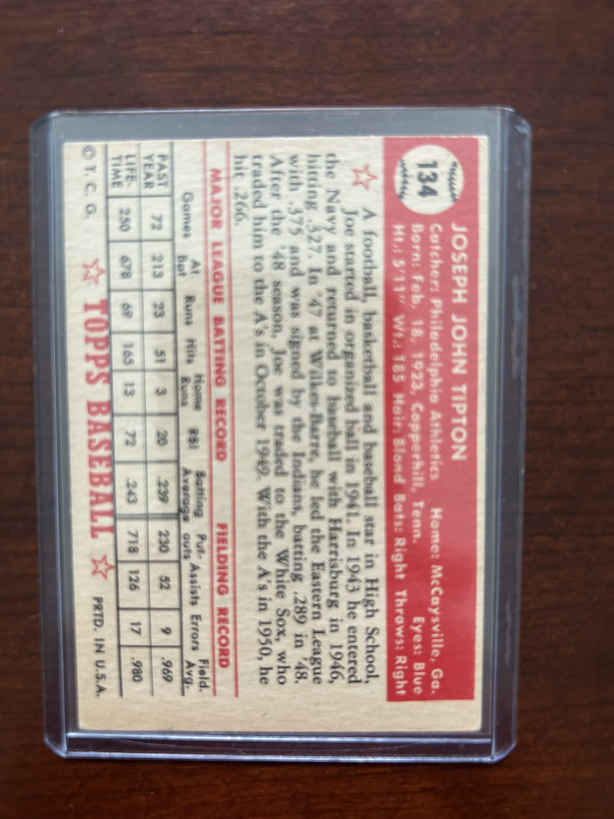 134
JOSEPH JOHN TIPTON
Catcher: Philadelphia Athletics Home: McCaysville, Ga.
Born: Feb. 18, 1923, Copperhill, Tenn. Eyes: Blue
Ht.: 5'11" Wt.: 185 Hair: Blond Bats: Right Throws: Right
A football, basketball and baseball star in High School,
Joe started in organized ball in 1941. In 1943 he entered
the Navy and returned to baseball with Harrisburg in 1946,
hitting .327. In '47 at Wilkes-Barre, he led the Eastern League
with .375 and was signed by the Indians, batting .289 in '48.
After the '48 season, Joe was traded to the White Sox, who
traded him to the A's in October 1949. With the A's in 1950, he
hit .266.
MAJOR LEAGUE BATTING RECORD FIELDING RECORD
Games At Bat Runs Hits Home Runs RBI Batting Average Put-outs Assists Errors Field. Avg.
PAST YEAR 72 213 23 51 3 20 .239 230 52 9 .969
LIFE-TIME 250 678 69 165 13 72 .243 718 126 17 .980
© T. C. G. TOPPS BASEBALL PRTD. IN U.S.A.